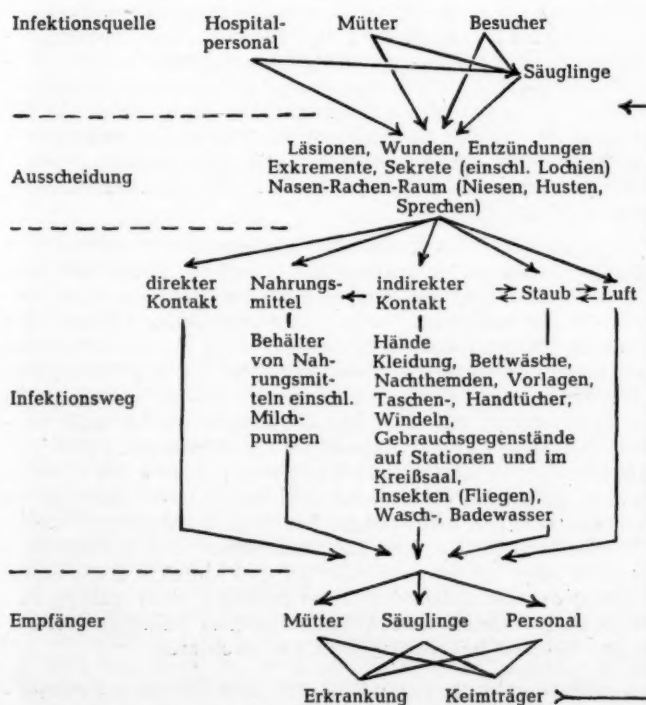 Infektionsquelle Hospital- Mütter Besucher
personal
Säuglinge
Läsionen, Wunden, Entzündungen
Exkremente, Sekrete (einschl. Lochien)
Ausscheidung Nasen-Rachen-Raum (Niesen, Husten,
Sprechen)
direkter Nahrungs- indirekter Staub Luft
Kontakt mittel Kontakt
Behälter
von Nah-
rungsmit-
teln einschl.
Milch-
pumpen
Hände
Kleidung, Bettwäsche,
Nachthemden, Vorlagen,
Infektionsweg Taschen-, Handtücher,
Windeln,
Gebrauchsgegenstände
auf Stationen und im
Kreißsaal,
Insekten (Fliegen),
Wasch-, Badewasser
Empfänger Mütter Säuglinge Personal
Erkrankung Keimträger